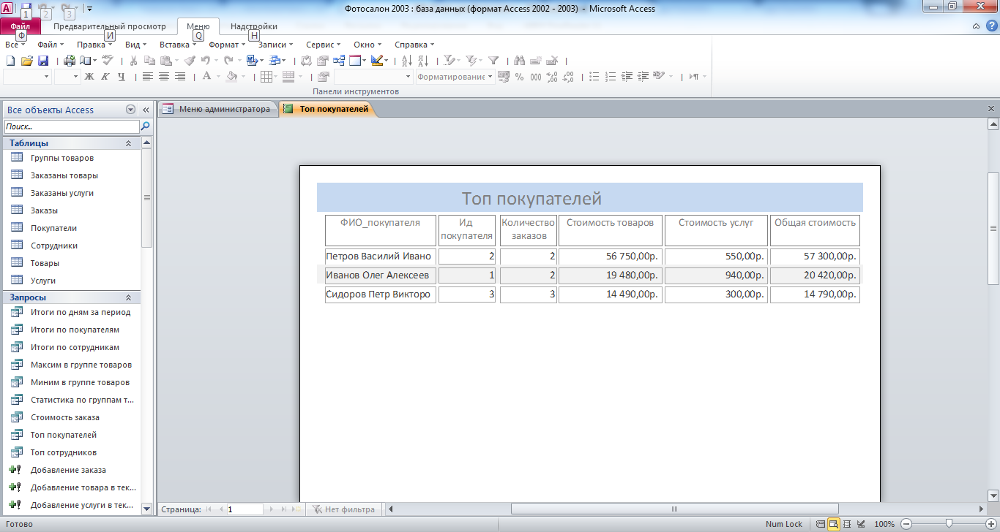 Фотосалон 2003 : база данных (формат Access 2002 - 2003) - Microsoft Access
1 2 3
Файл Предварительный просмотр Меню Надстройки
Ф И Q Н
Все Файл Правка Вид Вставка Формат Записи Сервис Окно Справка
Ж К Ч А Форматирование % 000
Панели инструментов
Все объекты Access
Меню администратора Топ покупателей
Поиск...
Таблицы
Группы товаров
Заказаны товары
Заказаны услуги
Заказы
Покупатели
Сотрудники
Товары
Услуги
Запросы
Итоги по дням за период
Итоги по покупателям
Итоги по сотрудникам
Максим в группе товаров
Миним в группе товаров
Статистика по группам т...
Стоимость заказа
Топ покупателей
Топ сотрудников
Добавление заказа
Добавление товара в тек...
Добавление услуги в тек...
Топ покупателей
ФИО_покупателя Ид покупателя Количество заказов Стоимость товаров Стоимость услуг Общая стоимость
Петров Василий Ивано 2 2 56 750,00р. 550,00р. 57 300,00р.
Иванов Олег Алексеев 1 2 19 480,00р. 940,00р. 20 420,00р.
Сидоров Петр Викторо 3 3 14 490,00р. 300,00р. 14 790,00р.
Страница: 1 Нет фильтра
Готово Num Lock 100%